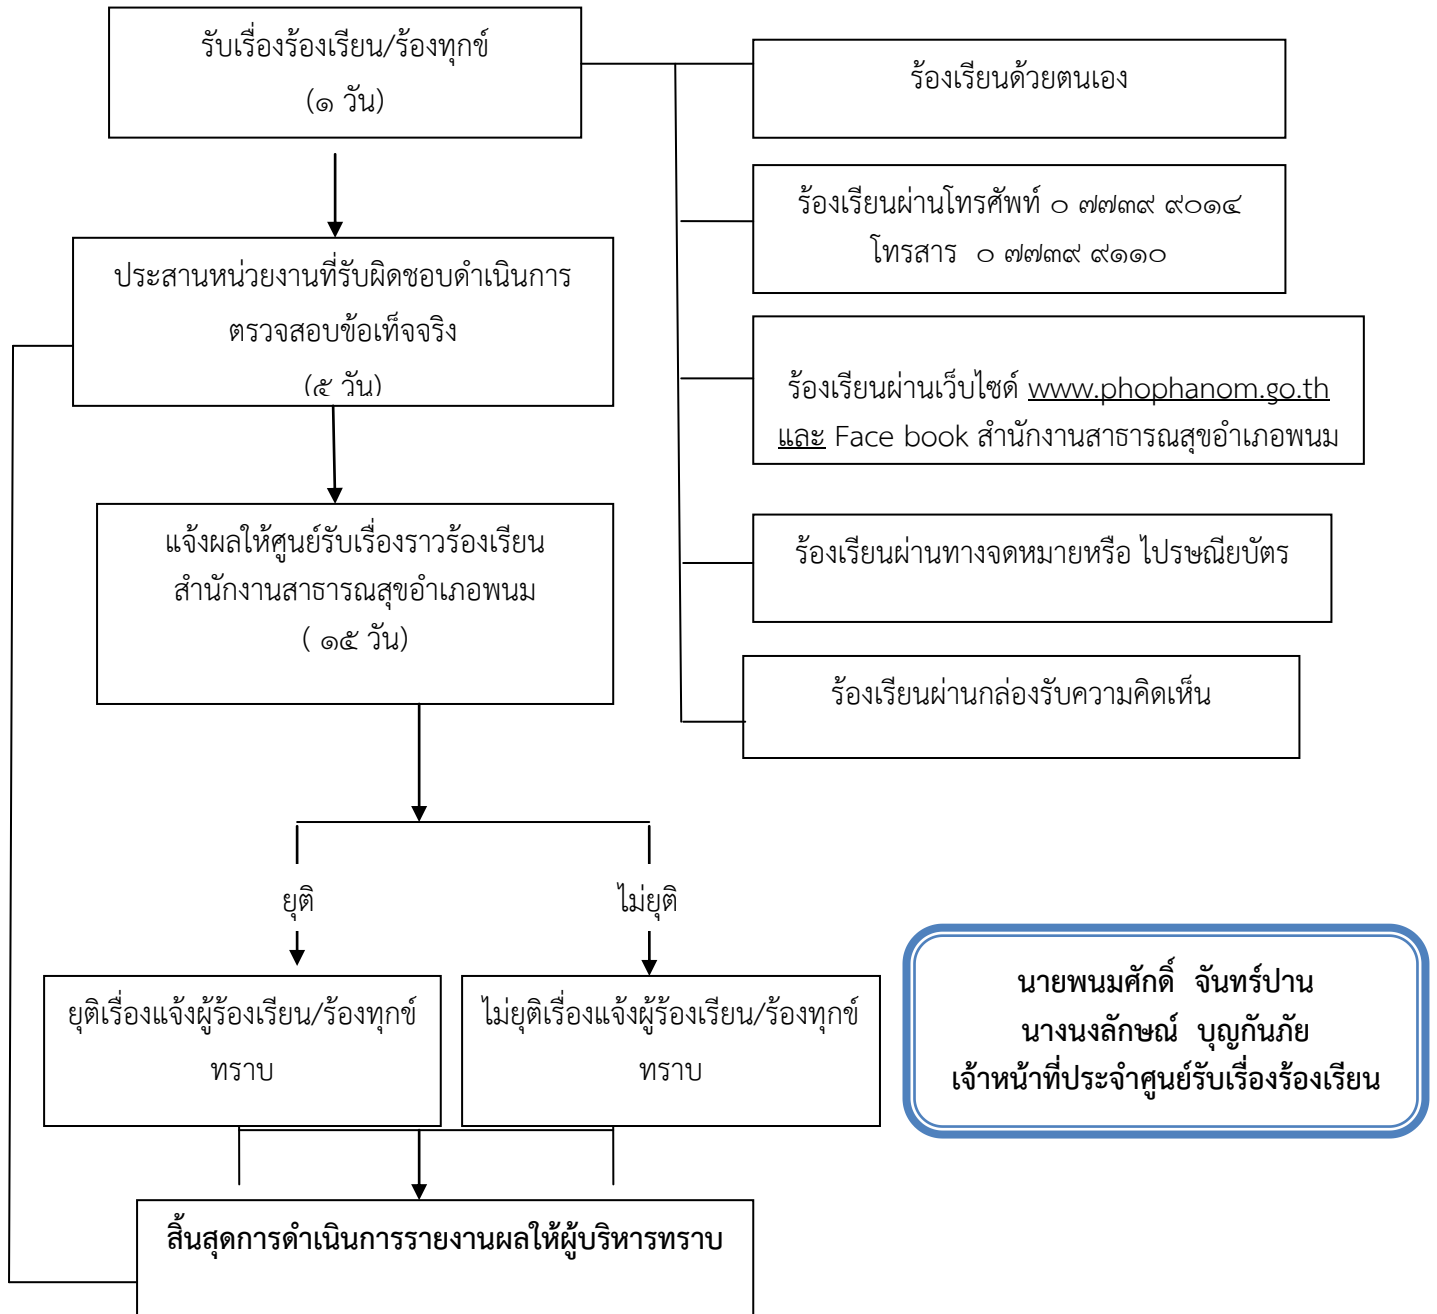 รับเรื่องร้องเรียน/ร้องทุกข์
(๑ วัน)
ร้องเรียนด้วยตนเอง
ร้องเรียนผ่านโทรศัพท์ ๐ ๗๗๓๙ ๙๐๑๔
โทรสาร ๐ ๗๗๓๙ ๙๑๑๐
ประสานหน่วยงานที่รับผิดชอบดำเนินการ
ตรวจสอบข้อเท็จจริง
(๕ วัน)
ร้องเรียนผ่านเว็บไซด์ www.phophanom.go.th
และ Face book สำนักงานสาธารณสุขอำเภอพนม
แจ้งผลให้ศูนย์รับเรื่องราวร้องเรียน
สำนักงานสาธารณสุขอำเภอพนม
( ๑๕ วัน)
ร้องเรียนผ่านทางจดหมายหรือ ไปรษณียบัตร
ร้องเรียนผ่านกล่องรับความคิดเห็น
ยุติ
ไม่ยุติ
ยุติเรื่องแจ้งผู้ร้องเรียน/ร้องทุกข์
ทราบ
ไม่ยุติเรื่องแจ้งผู้ร้องเรียน/ร้องทุกข์
ทราบ
นายพนมศักดิ์ จันทร์ปาน
นางนงลักษณ์ บุญกันภัย
เจ้าหน้าที่ประจำศูนย์รับเรื่องร้องเรียน
สิ้นสุดการดำเนินการรายงานผลให้ผู้บริหารทราบ